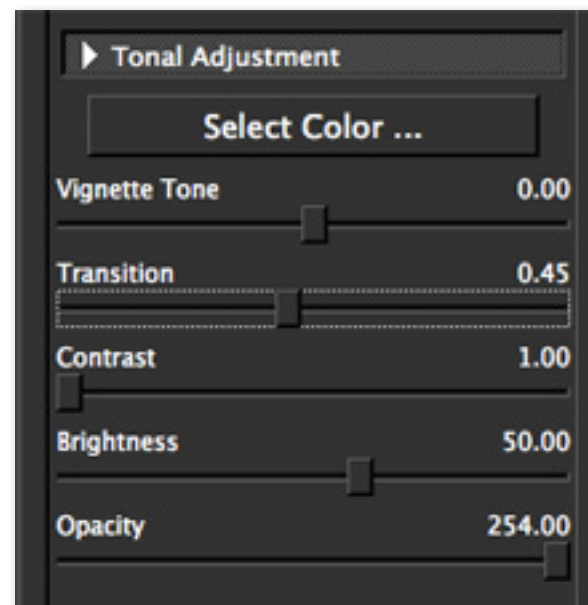 Tonal Adjustment
Select Color ...
Vignette Tone 0.00
Transition 0.45
Contrast 1.00
Brightness 50.00
Opacity 254.00